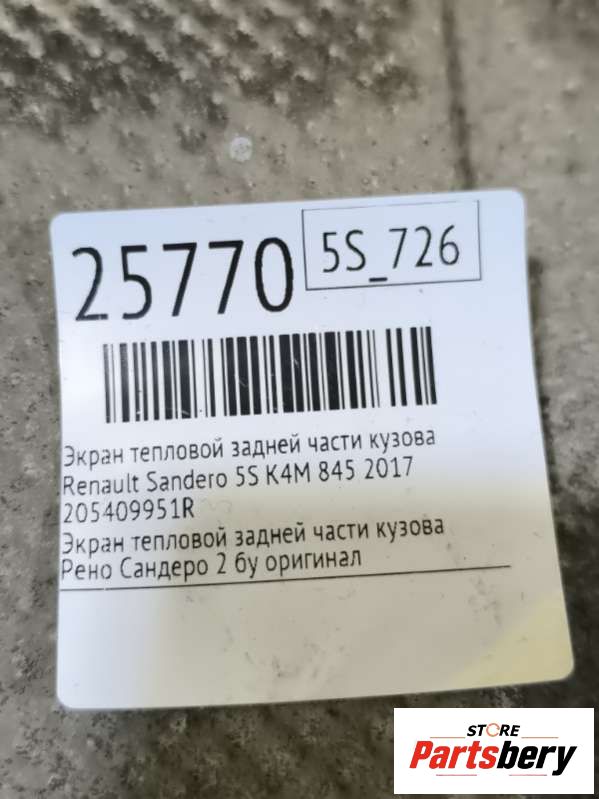 25770
5S_726
Экран тепловой задней части кузова
Renault Sandero 5S K4M 845 2017
205409951R
Экран тепловой задней части кузова
Рено Сандеро 2 бу оригинал
STORE
Partsbery